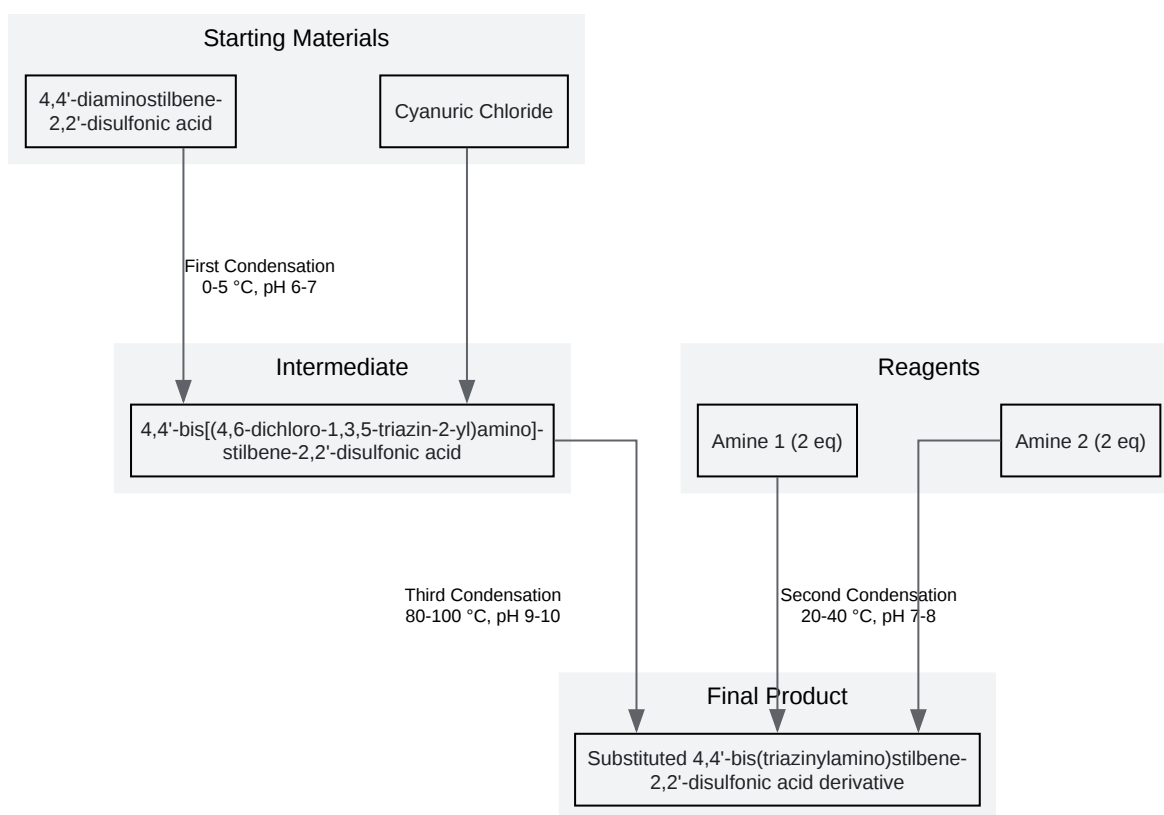 Starting Materials
4,4'-diaminostilbene-
2,2'-disulfonic acid
Cyanuric Chloride
First Condensation
0-5 °C, pH 6-7
Intermediate
4,4'-bis[(4,6-dichloro-1,3,5-triazin-2-yl)amino]-
stilbene-2,2'-disulfonic acid
Reagents
Amine 1 (2 eq)
Amine 2 (2 eq)
Third Condensation
80-100 °C, pH 9-10
Second Condensation
20-40 °C, pH 7-8
Final Product
Substituted 4,4'-bis(triazinylamino)stilbene-
2,2'-disulfonic acid derivative